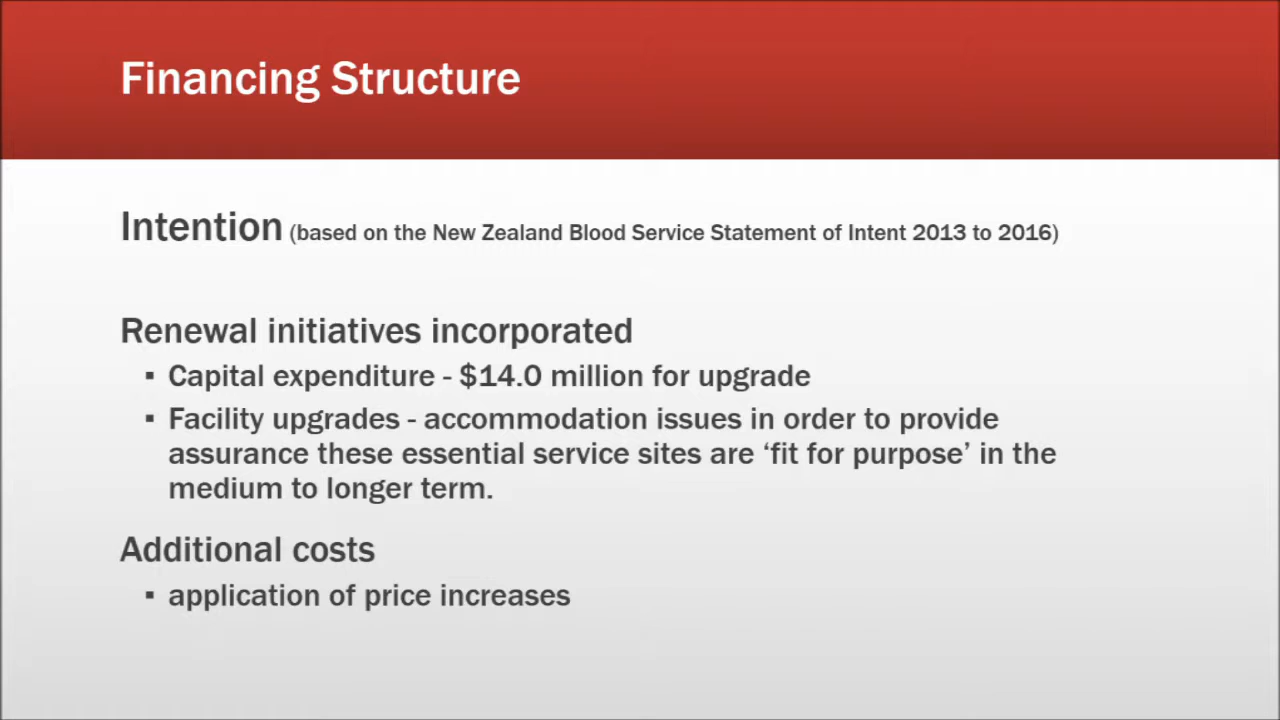 Financing Structure
Intention (based on the New Zealand Blood Service Statement of Intent 2013 to 2016)
Renewal initiatives incorporated
▪ Capital expenditure - $14.0 million for upgrade
▪ Facility upgrades - accommodation issues in order to provide
assurance these essential service sites are ‘fit for purpose’ in the
medium to longer term.
Additional costs
▪ application of price increases